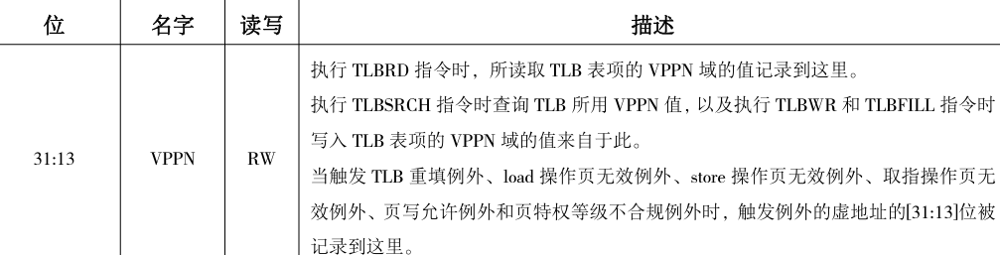 位 名字 读写 描述
执行 TLBRD 指令时，所读取 TLB 表项的 VPPN 域的值记录到这里。
执行 TLBSRCH 指令时查询 TLB 所用 VPPN 值，以及执行 TLBWR 和 TLBFILL 指令时
写入 TLB 表项的 VPPN 域的值来自于此。
31:13 VPPN RW
当触发 TLB 重填例外、load 操作页无效例外、store 操作页无效例外、取指操作页无
效例外、页写允许例外和页特权等级不合规例外时，触发例外的虚地址的[31:13]位被
记录到这里。